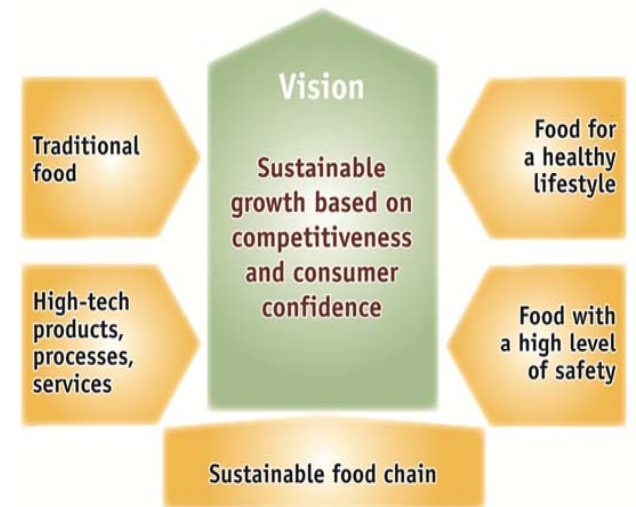 Vision
Sustainable
growth based on
competitiveness
and consumer
confidence
Traditional
food
High-tech
products,
processes,
services
Food for
a healthy
lifestyle
Food with
a high level
of safety
Sustainable food chain